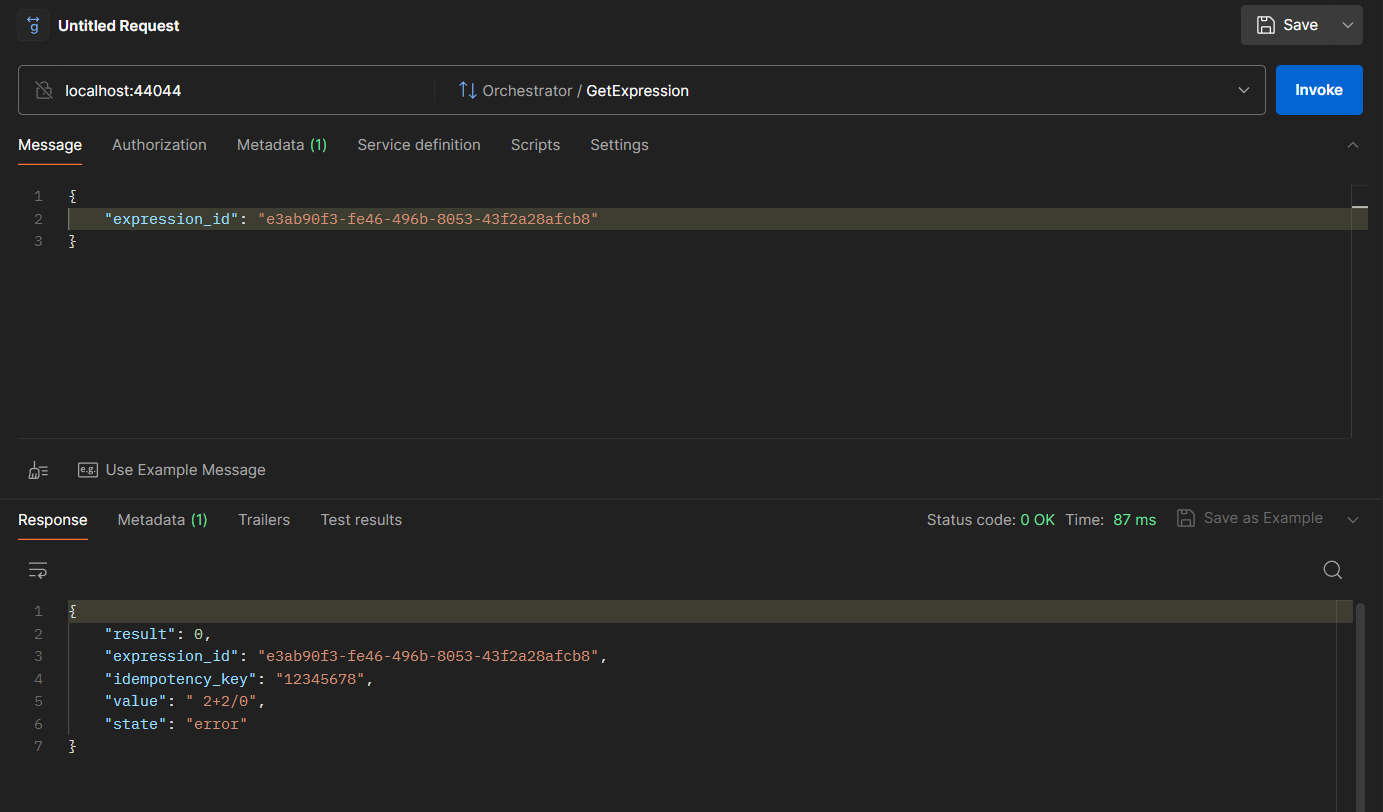 g Untitled Request
Save
localhost:44044
Orchestrator / GetExpression
Invoke
Message Authorization Metadata (1) Service definition Scripts Settings
1 {
2 "expression_id": "e3ab90f3-fe46-496b-8053-43f2a28afcb8"
3 }
e.g. Use Example Message
Response Metadata (1) Trailers Test results
Status code: 0 OK Time: 87 ms Save as Example
1 {
2 "result": 0,
3 "expression_id": "e3ab90f3-fe46-496b-8053-43f2a28afcb8",
4 "idempotency_key": "12345678",
5 "value": " 2+2/0",
6 "state": "error"
7 }